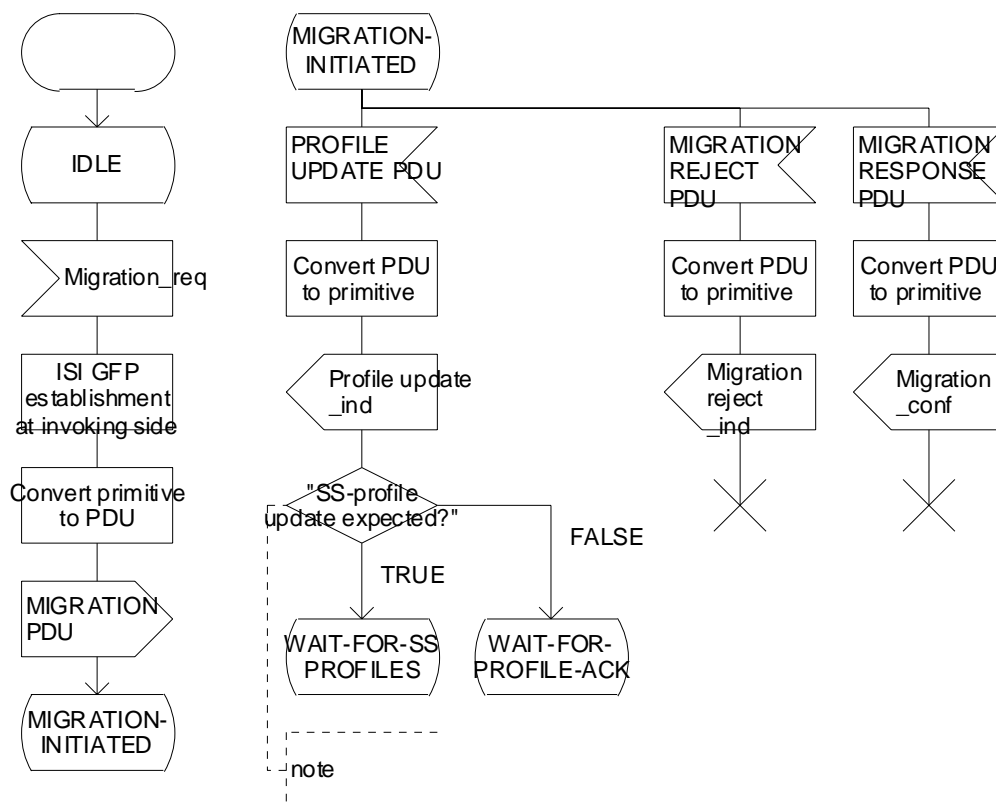 IDLE
Migration_req
ISI GFP
establishment
at invoking side
Convert primitive
to PDU
MIGRATION
PDU
MIGRATION-
INITIATED
MIGRATION-
INITIATED
PROFILE
UPDATE PDU
Convert PDU
to primitive
Profile update
_ind
"SS-profile
update expected?"
TRUE
FALSE
WAIT-FOR-SS
PROFILES
WAIT-FOR-
PROFILE-ACK
note
MIGRATION
REJECT
PDU
Convert PDU
to primitive
Migration
reject
_ind
MIGRATION
RESPONSE
PDU
Convert PDU
to primitive
Migration
_conf